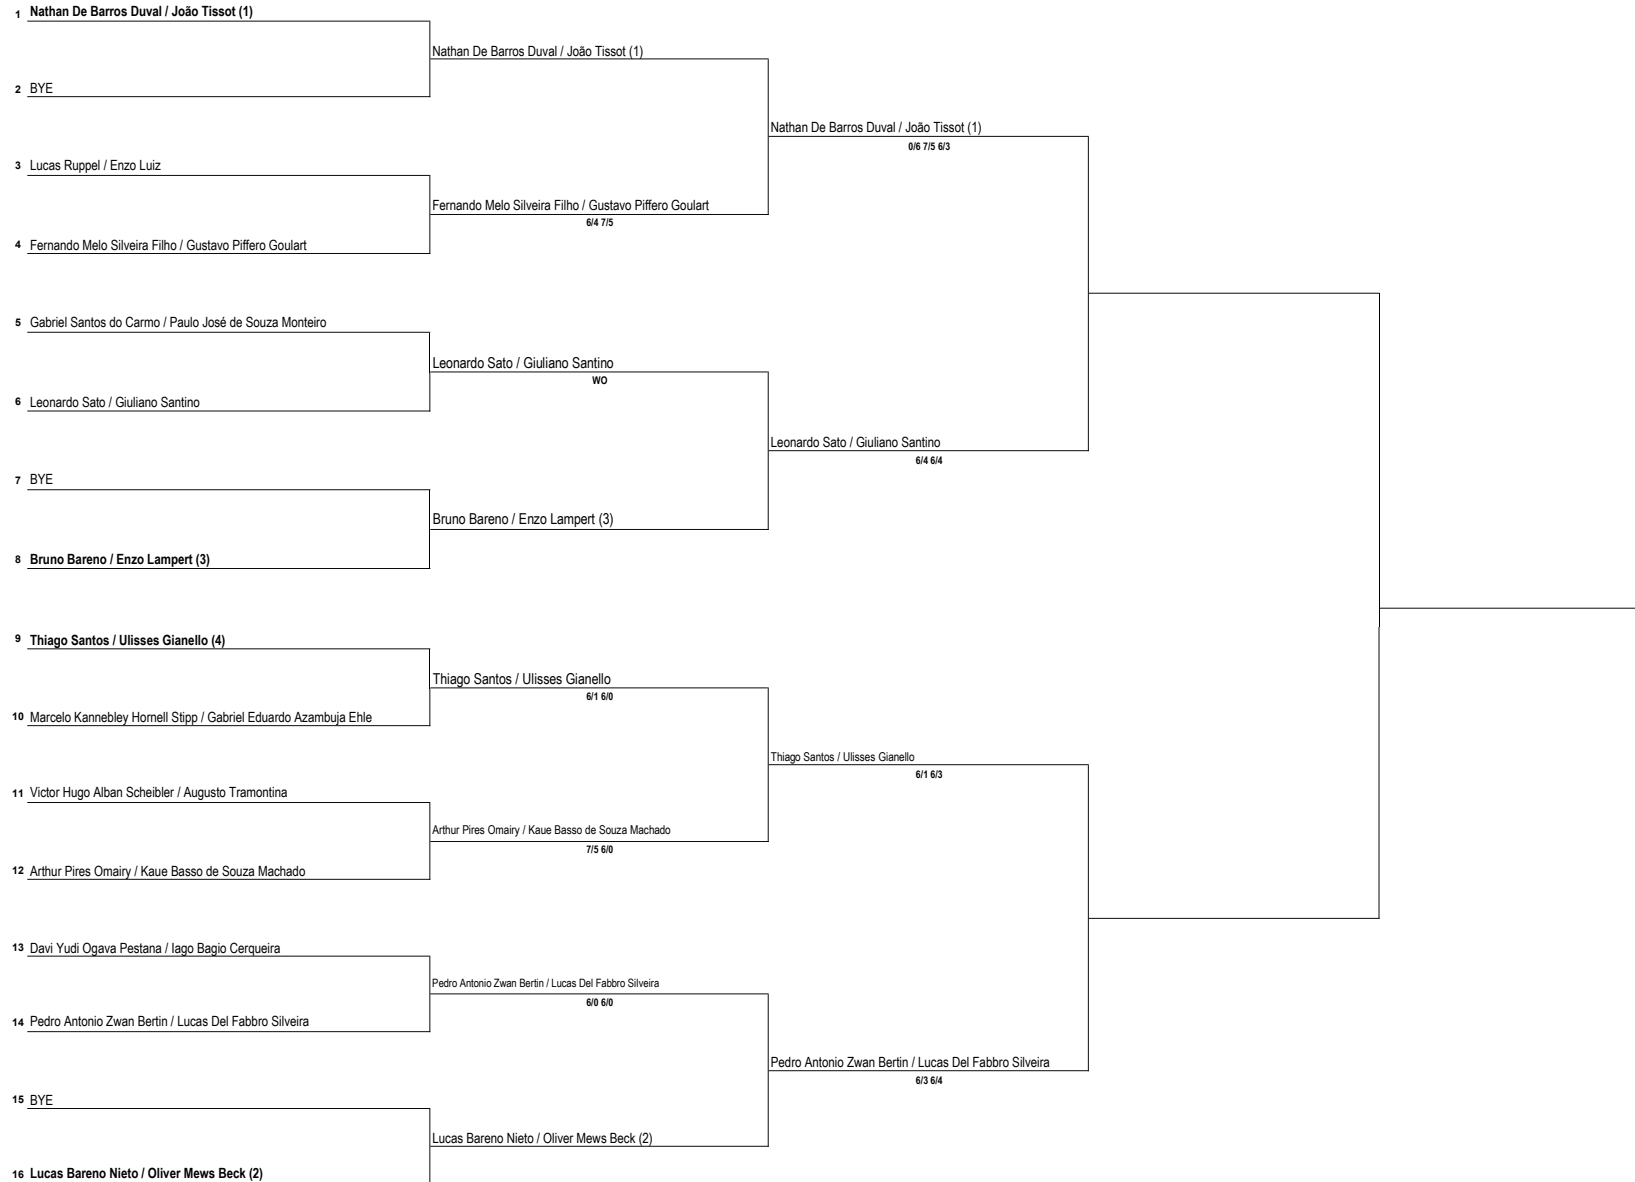 1 Nathan De Barros Duval / João Tissot (1)
Nathan De Barros Duval / João Tissot (1)
2 BYE
Nathan De Barros Duval / João Tissot (1)
0/6 7/5 6/3
3 Lucas Ruppel / Enzo Luiz
Fernando Melo Silveira Filho / Gustavo Piffero Goulart
6/4 7/5
4 Fernando Melo Silveira Filho / Gustavo Piffero Goulart
5 Gabriel Santos do Carmo / Paulo José de Souza Monteiro
Leonardo Sato / Giuliano Santino
WO
6 Leonardo Sato / Giuliano Santino
Leonardo Sato / Giuliano Santino
6/4 6/4
7 BYE
Bruno Bareno / Enzo Lampert (3)
8 Bruno Bareno / Enzo Lampert (3)
9 Thiago Santos / Ulisses Gianello (4)
Thiago Santos / Ulisses Gianello
6/1 6/0
10 Marcelo Kannebley Hornell Stipp / Gabriel Eduardo Azambuja Ehle
Thiago Santos / Ulisses Gianello
6/1 6/3
11 Victor Hugo Alban Scheibler / Augusto Tramontina
Arthur Pires Omairy / Kaue Basso de Souza Machado
7/5 6/0
12 Arthur Pires Omairy / Kaue Basso de Souza Machado
13 Davi Yudi Ogava Pestana / Iago Bagio Cerqueira
Pedro Antonio Zwan Bertin / Lucas Del Fabbro Silveira
6/0 6/0
14 Pedro Antonio Zwan Bertin / Lucas Del Fabbro Silveira
Pedro Antonio Zwan Bertin / Lucas Del Fabbro Silveira
6/3 6/4
15 BYE
Lucas Bareno Nieto / Oliver Mews Beck (2)
16 Lucas Bareno Nieto / Oliver Mews Beck (2)